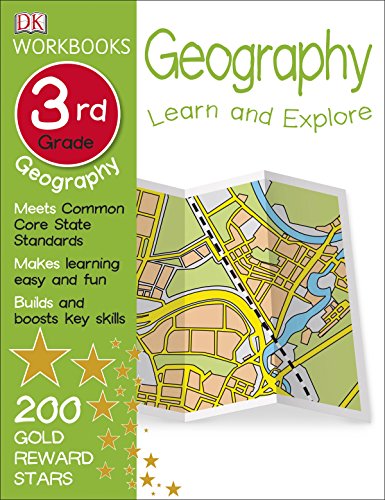 DK
WORKBOOKS
3rd
Grade
Geography
Geography
Learn and Explore
Meets Common
Core State
Standards
Makes learning
easy and fun
Builds and
boosts key skills
200
GOLD
REWARD
STARS